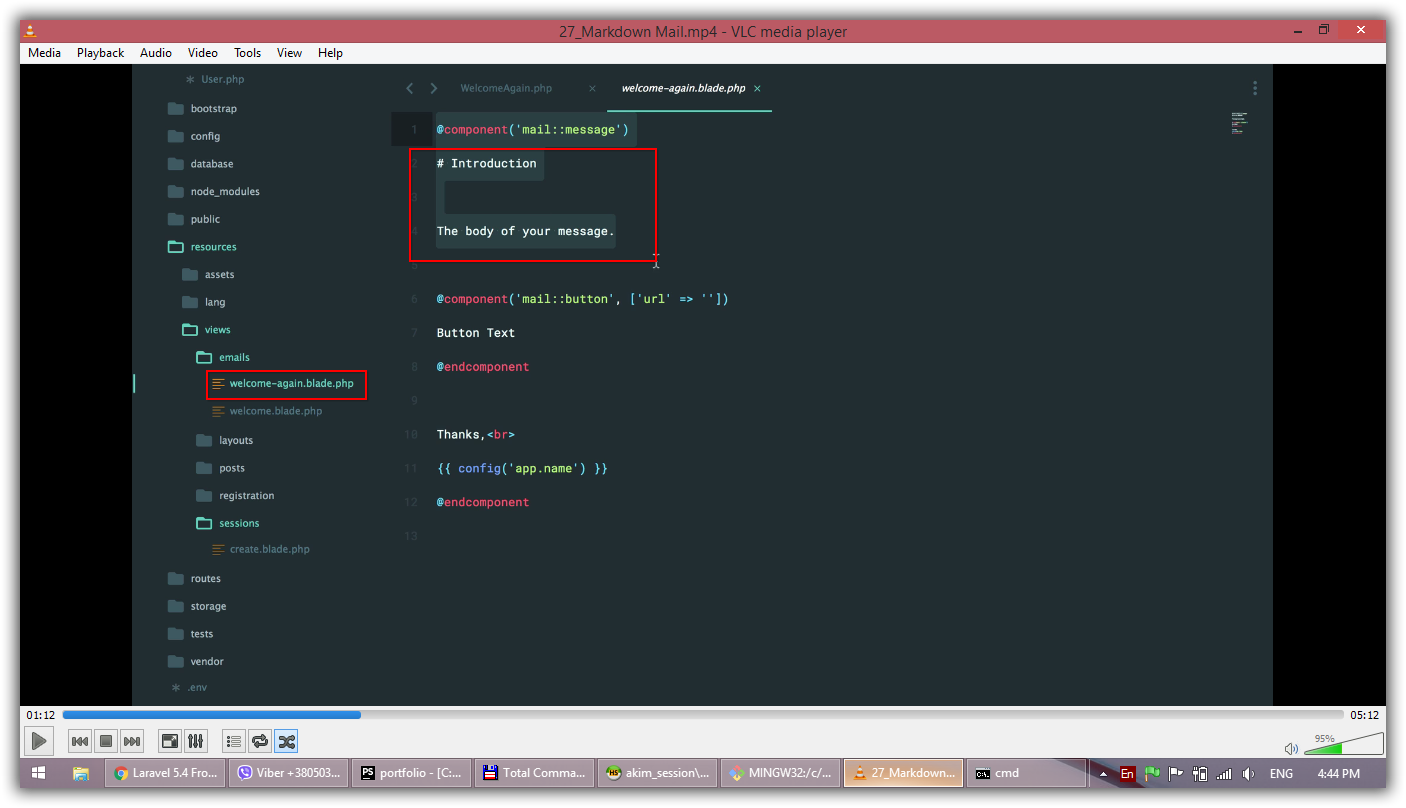 27_Markdown Mail.mp4 - VLC media player
Media Playback Audio Video Tools View Help
User.php
bootstrap
config
database
node_modules
public
resources
assets
lang
views
emails
welcome-again.blade.php
welcome.blade.php
layouts
posts
registration
sessions
create.blade.php
routes
storage
tests
vendor
.env
WelcomeAgain.php × welcome-again.blade.php ×
1 @component('mail::message')
2 # Introduction
3
4 The body of your message.
5
6 @component('mail::button', ['url' => ''])
7 Button Text
8 @endcomponent
9
10 Thanks,<br>
11 {{ config('app.name') }}
12 @endcomponent
13
01:12 05:12
95%
Laravel 5.4 Fro... Viber +380503... PS portfolio - [C:... Total Comma... HS akim_session\... MINGW32:/c/... 27_Markdown... C:\. cmd En ENG 4:44 PM